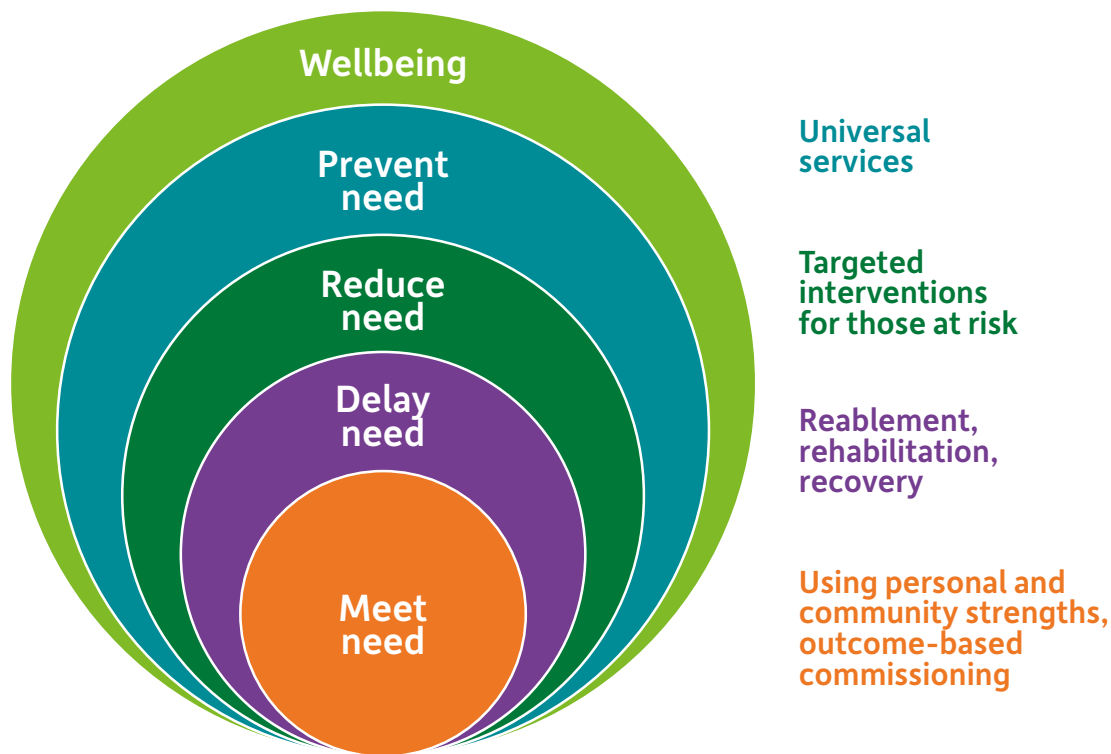 Wellbeing
Prevent
need
Reduce
need
Delay
need
Meet
need
Universal
services
Targeted
interventions
for those at risk
Reablement,
rehabilitation,
recovery
Using personal and
community strengths,
outcome-based
commissioning